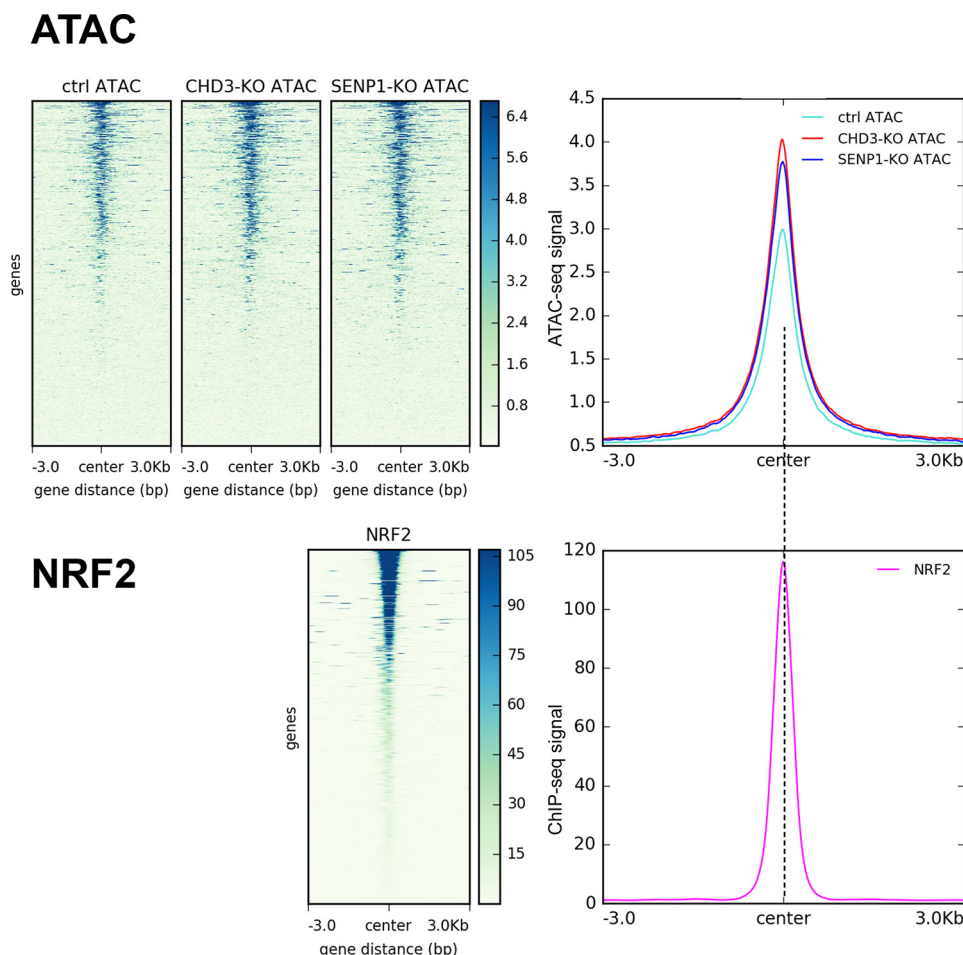 ATAC
ctrl ATAC CHD3-KO ATAC SENP1-KO ATAC
genes
6.4
5.6
4.8
4.0
3.2
2.4
1.6
0.8
-3.0 center 3.0Kb -3.0 center 3.0Kb -3.0 center 3.0Kb
gene distance (bp) gene distance (bp) gene distance (bp)
ATAC-seq signal
4.5
4.0
3.5
3.0
2.5
2.0
1.5
1.0
0.5
ctrl ATAC
CHD3-KO ATAC
SENP1-KO ATAC
-3.0 center 3.0Kb
NRF2
NRF2
genes
105
90
75
60
45
30
15
-3.0 center 3.0Kb
gene distance (bp)
ChIP-seq signal
120
100
80
60
40
20
0
NRF2
-3.0 center 3.0Kb